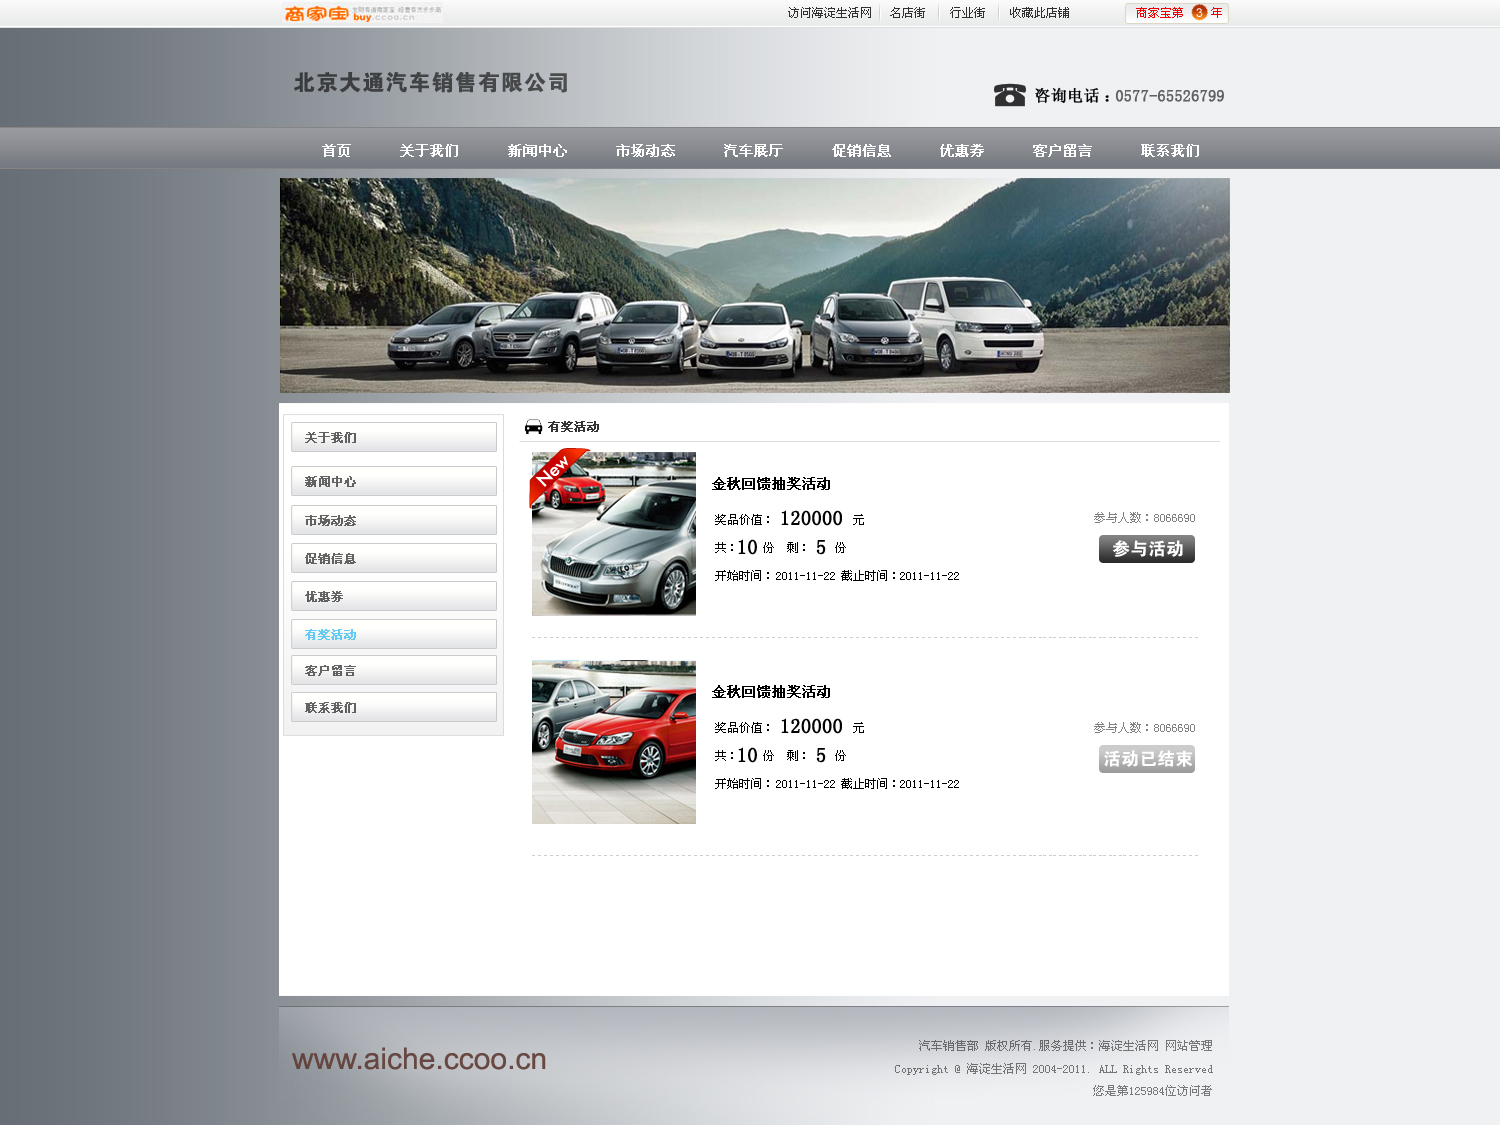 商家宝 buy.ccoo.cn
访问海淀生活网 名店街 行业街 收藏此店铺 商家宝第 3 年
北京大通汽车销售有限公司
咨询电话：0577-65526799
首页 关于我们 新闻中心 市场动态 汽车展厅 促销信息 优惠券 客户留言 联系我们
关于我们
新闻中心
市场动态
促销信息
优惠券
有奖活动
客户留言
联系我们
有奖活动
New
金秋回馈抽奖活动
奖品价值： 120000 元
参与人数：8066690
共：10 份 剩： 5 份
参与活动
开始时间：2011-11-22 截止时间：2011-11-22
金秋回馈抽奖活动
奖品价值： 120000 元
参与人数：8066690
共：10 份 剩： 5 份
活动已结束
开始时间：2011-11-22 截止时间：2011-11-22
www.aiche.ccoo.cn
汽车销售部 版权所有.服务提供：海淀生活网 网站管理
Copyright @ 海淀生活网 2004-2011. ALL Rights Reserved
您是第125984位访问者